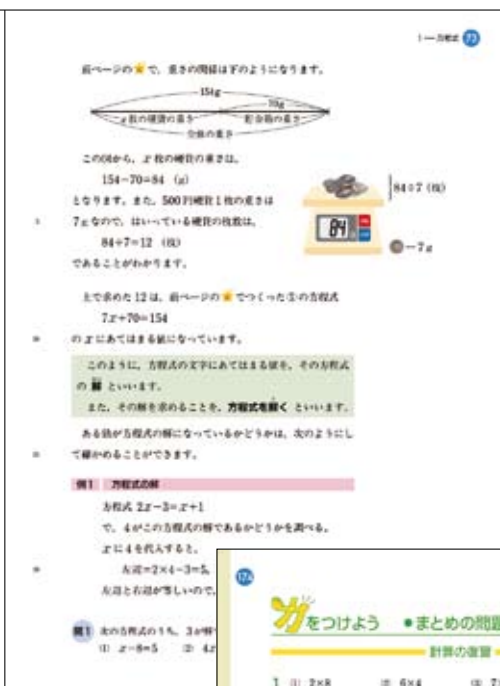 1—方程式 73
前ページの★で，重さの関係は下のようになります。
154g
70g
x枚の硬貨の重さ
貯金箱の重さ
全体の重さ
この図から，x枚の硬貨の重さは，
154－70=84 (g)
となります。また，500円硬貨1枚の重さは
7gなので，はいっている硬貨の枚数は，
84÷7=12 (枚)
であることがわかります。
84÷7 (枚)
84
7g
上で求めた12は，前ページの★でつくった①の方程式
7x+70=154
のxにあてはまる値になっています。
このように，方程式の文字にあてはまる値を，その方程式
の 解 といいます。
また，その解を求めることを，方程式を解く といいます。
ある値が方程式の解になっているかどうかは，次のようにし
て確かめることができます。
例1 方程式の解
方程式 2x－3=x+1
で，4がこの方程式の解であるかどうかを調べる。
xに4を代入すると，
左辺=2×4－3=5,
左辺と右辺が等しいので，
問1 次の方程式のうち，3が解
(1) x－8=5 (2) 4x
174
力をつけよう ●まとめの問題
計算の復習
1 (1) 2×8 (2) 6×4 (3)